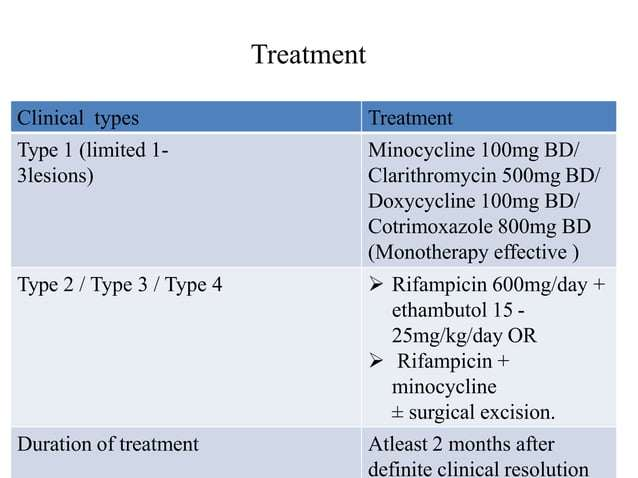 Treatment
Clinical  types
Treatment
Type 1 (limited 1-
3lesions)
Minocycline 100mg BD/
Clarithromycin 500mg BD/
Doxycycline 100mg BD/
Cotrimoxazole 800mg BD
(Monotherapy effective )
Type 2 / Type 3 / Type 4
➢ Rifampicin 600mg/day +
ethambutol 15 -
25mg/kg/day OR
➢ Rifampicin +
minocycline
± surgical excision.
Duration of treatment
Atleast 2 months after
definite clinical resolution